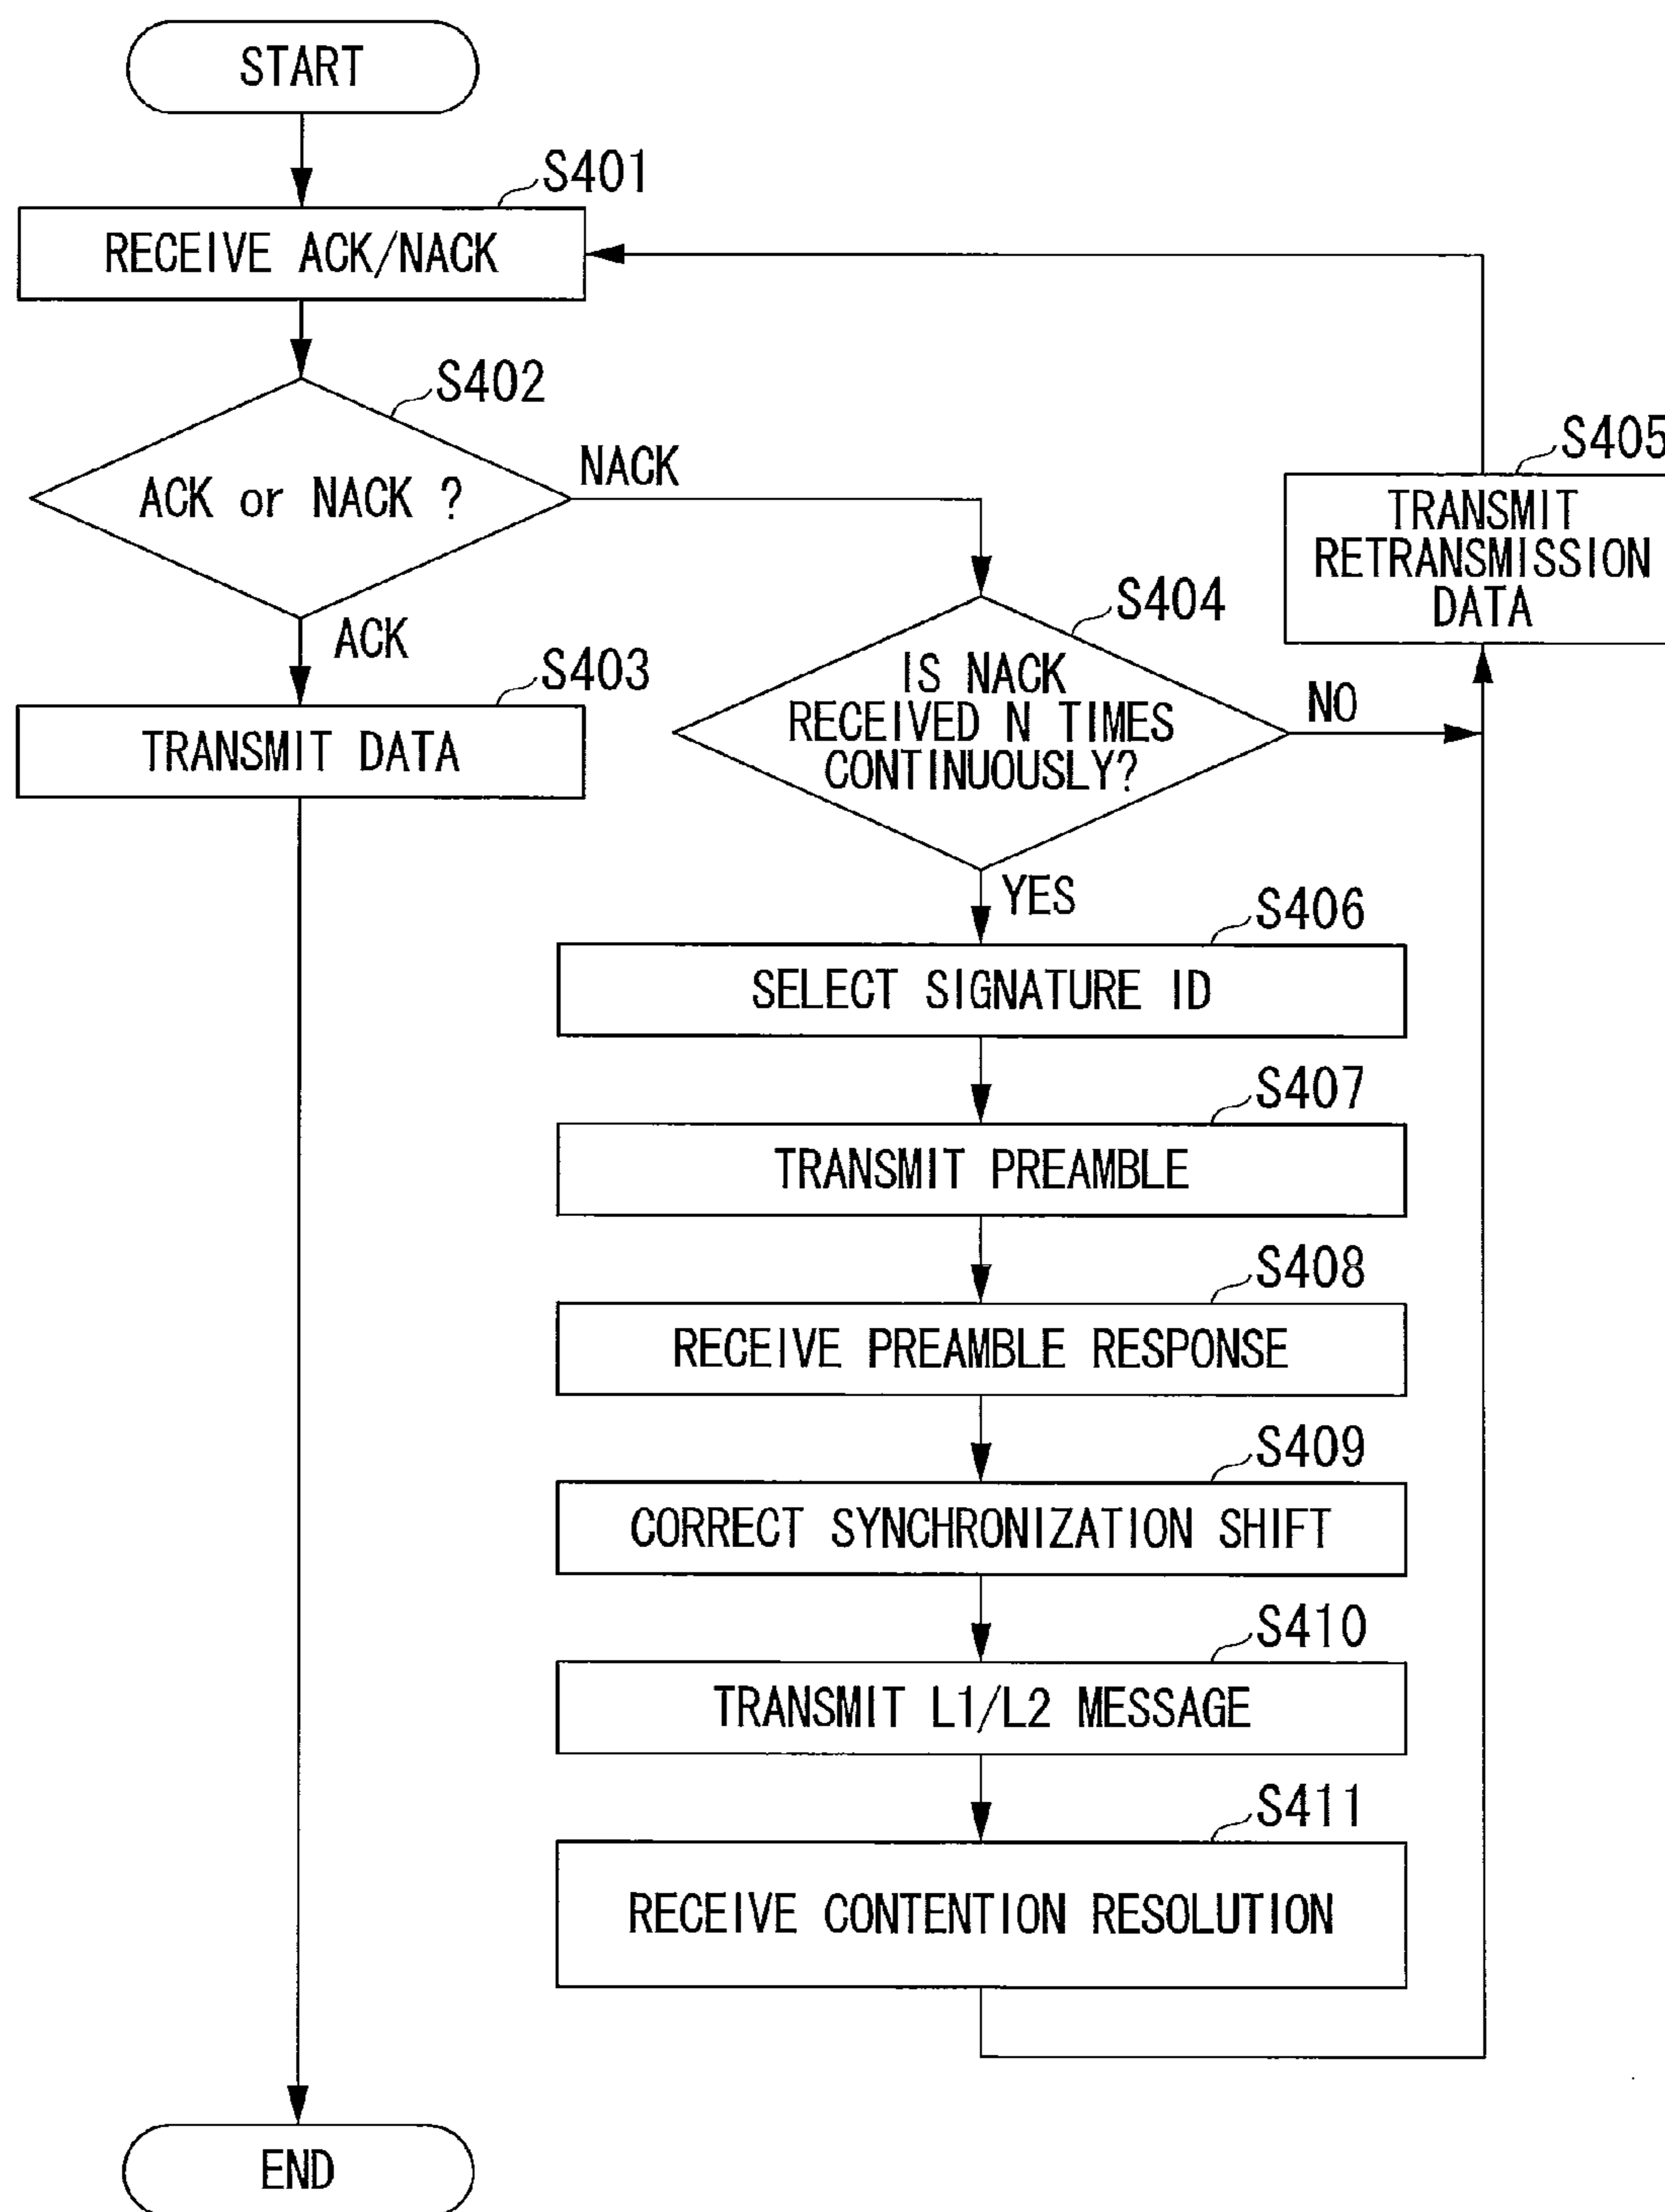 START
S401
RECEIVE ACK/NACK
S402
ACK or NACK ?
NACK
ACK
S403
TRANSMIT DATA
S404
IS NACK
RECEIVED N TIMES
CONTINUOUSLY?
NO
YES
S405
TRANSMIT
RETRANSMISSION
DATA
S406
SELECT SIGNATURE ID
S407
TRANSMIT PREAMBLE
S408
RECEIVE PREAMBLE RESPONSE
S409
CORRECT SYNCHRONIZATION SHIFT
S410
TRANSMIT L1/L2 MESSAGE
S411
RECEIVE CONTENTION RESOLUTION
END